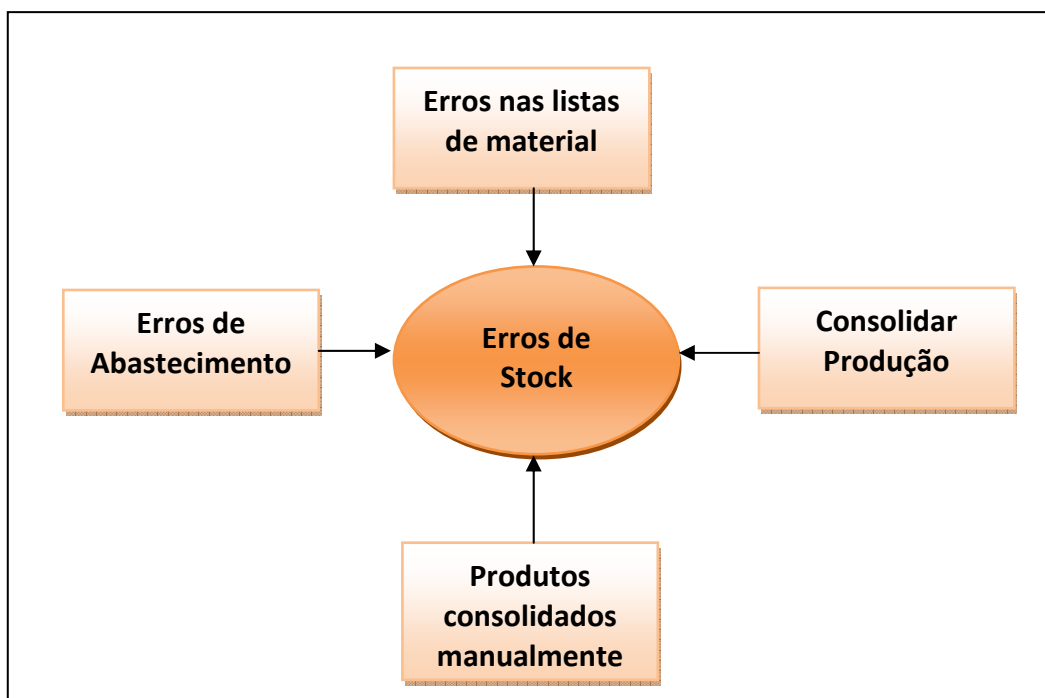 Erros nas listas
de material
Erros de
Abastecimento
Erros de
Stock
Consolidar
Produção
Produtos
consolidados
manualmente